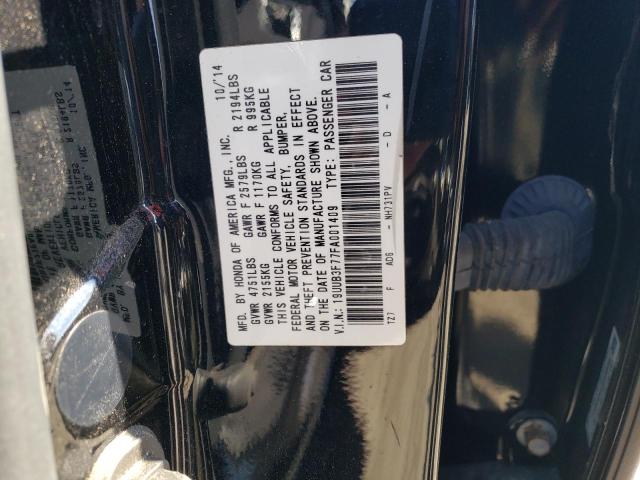 MFD. BY HONDA OF AMERICA MFG., INC. 10/14
GVWR 4751LBS GAWR F 2579LBS R 2194LBS
GVWR 2155KG GAWR F 1170KG R 995KG
THIS VEHICLE CONFORMS TO ALL APPLICABLE
FEDERAL MOTOR VEHICLE SAFETY, BUMPER,
AND THEFT PREVENTION STANDARDS IN EFFECT
ON THE DATE OF MANUFACTURE SHOWN ABOVE.
V.I.N.: 19UUB3F77FA001409 TYPE: PASSENGER CAR
TZ7 F AD6 - NH731PV - D - A